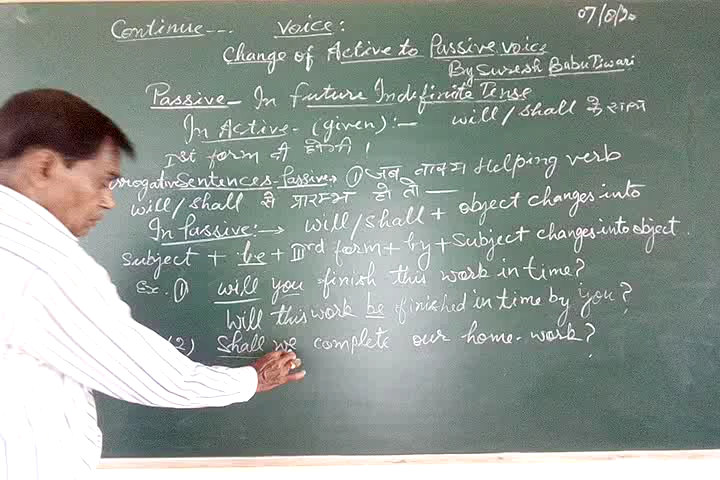 07/0/20
Continue... Voice:
Change of Active to Passive voice
By Suresh Babu Tiwari
Passive - In future Indefinite Tense
In Active - (given) :- will/shall के साथ
Ist form दी होगी।
rrogative Sentences - Passive → ① जब वाक्य Helping verb
will/shall से प्रारम्भ हो तो —
In Passive: → will/shall + object changes into
Subject + be + IIIrd form + by + Subject changes into object.
Ex. ① will you finish this work in time?
Will this work be finished in time by you?
(2) Shall we complete our home-work?